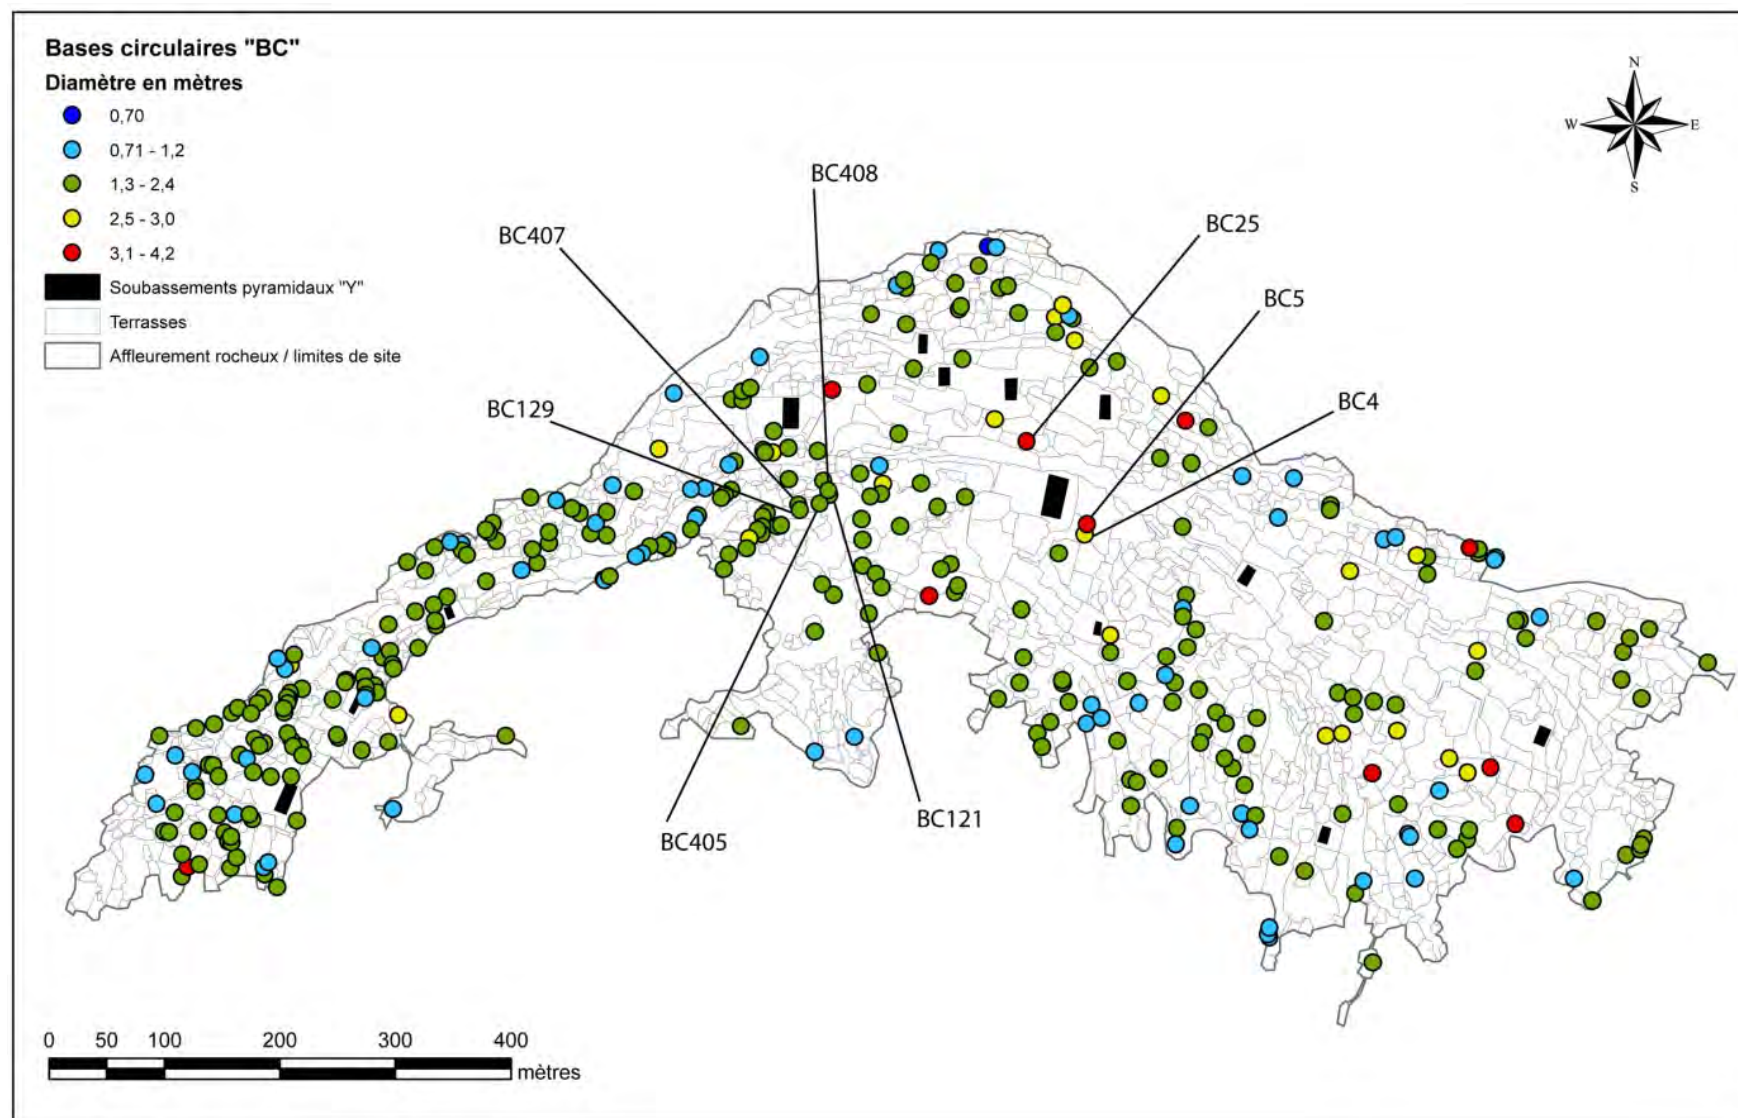 Bases circulaires "BC"
Diamètre en mètres
0,70
0,71 - 1,2
1,3 - 2,4
2,5 - 3,0
3,1 - 4,2
Soubassements pyramidaux "Y"
Terrasses
Affleurement rocheux / limites de site
N
W E
S
BC408
BC407
BC25
BC5
BC129
BC4
BC405
BC121
0 50 100 200 300 400
mètres